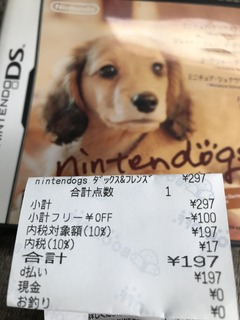 Nintendo
NINTENDO DS
nintendogs
nintendogs ﾀﾞｯｸｽ&ﾌﾚﾝｽﾞ ¥297
合計点数 1
小計 ¥297
小計フリー¥OFF -¥100
内税対象額(10%) ¥197
内税(10%) ¥17
合計 ¥197
d払い ¥197
現金 ¥0
お釣り ¥0